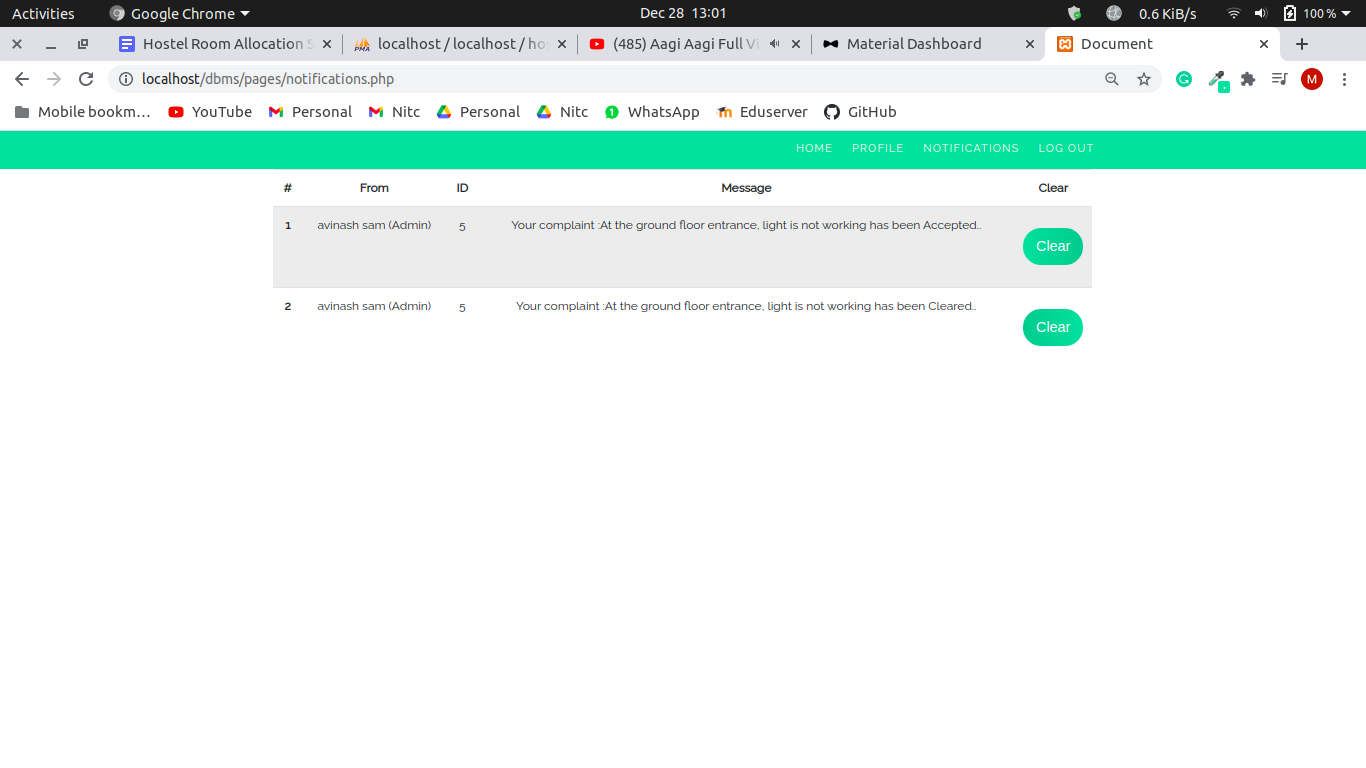 Activities Google Chrome Dec 28 13:01 0.6 KiB/s 100 %
Hostel Room Allocation S localhost / localhost / ho (485) Aagi Aagi Full Vi Material Dashboard Document
localhost/dbms/pages/notifications.php M
Mobile bookm… YouTube Personal Nitc Personal Nitc 1 WhatsApp Eduserver GitHub
HOME PROFILE NOTIFICATIONS LOG OUT
# From ID Message Clear
1 avinash sam (Admin) 5 Your complaint :At the ground floor entrance, light is not working has been Accepted.. Clear
2 avinash sam (Admin) 5 Your complaint :At the ground floor entrance, light is not working has been Cleared.. Clear